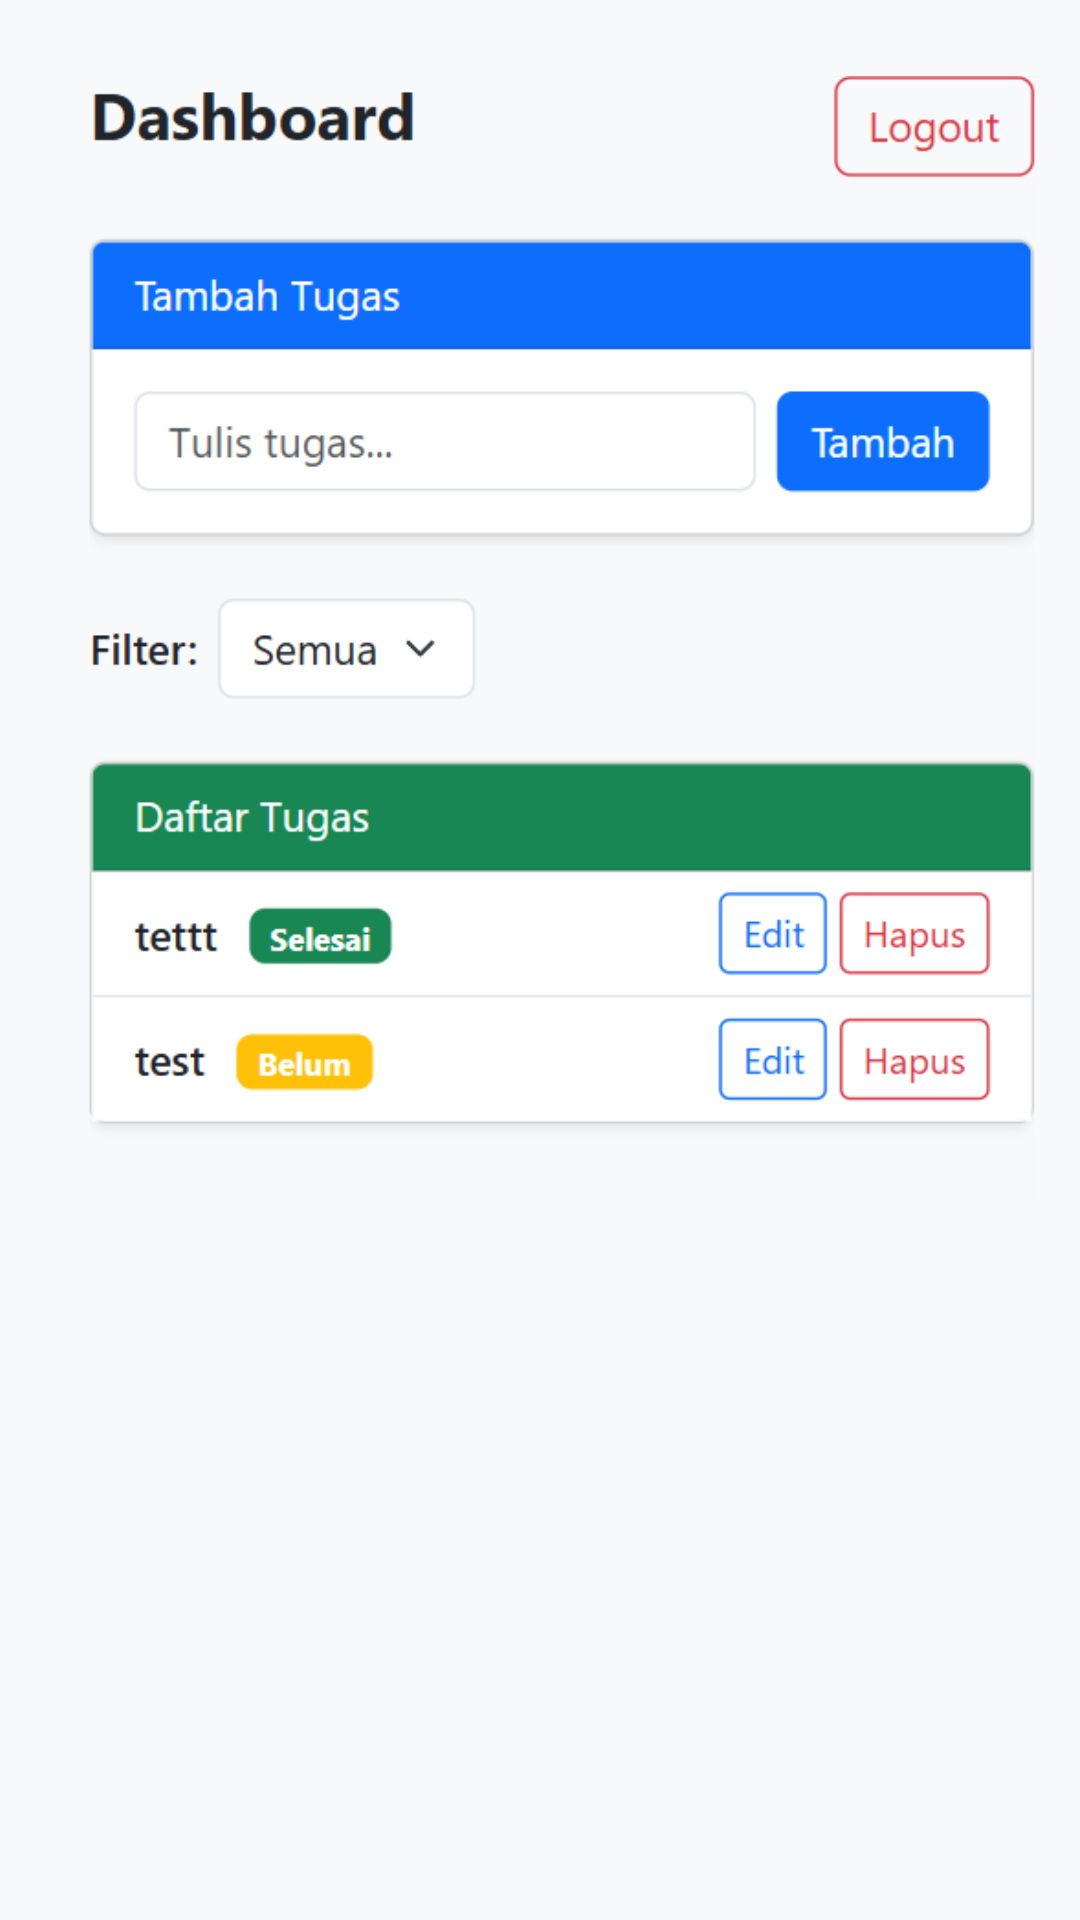 Dashboard Logout
Tambah Tugas
Tulis tugas... Tambah
Filter: Semua
Daftar Tugas
tettt Selesai Edit Hapus
test Belum Edit Hapus